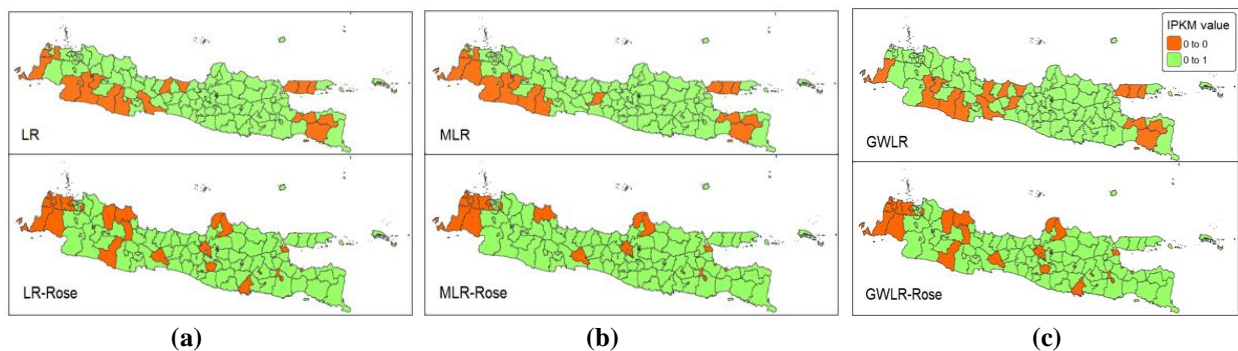 LR
LR-Rose
(a)
MLR
MLR-Rose
(b)
IPKM value
0 to 0
0 to 1
GWLR
GWLR-Rose
(c)